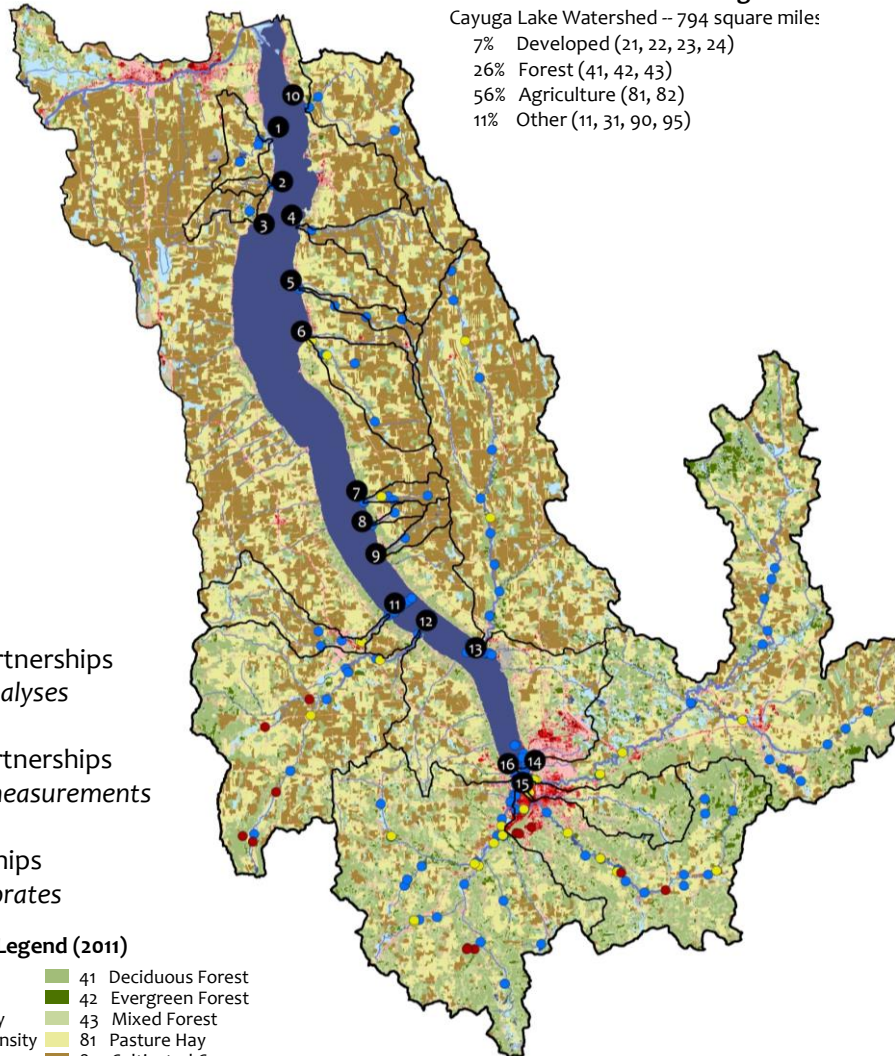 Cayuga Lake Watershed -- 794 square miles
7% Developed (21, 22, 23, 24)
26% Forest (41, 42, 43)
56% Agriculture (81, 82)
11% Other (11, 31, 90, 95)
10
1
2
4
3
5
6
7
8
9
11
12
13
16
14
15
rtnerships
alyses
rtnerships
neasurements
hips
brates
Legend (2011)
41 Deciduous Forest
42 Evergreen Forest
y 43 Mixed Forest
nsity 81 Pasture Hay